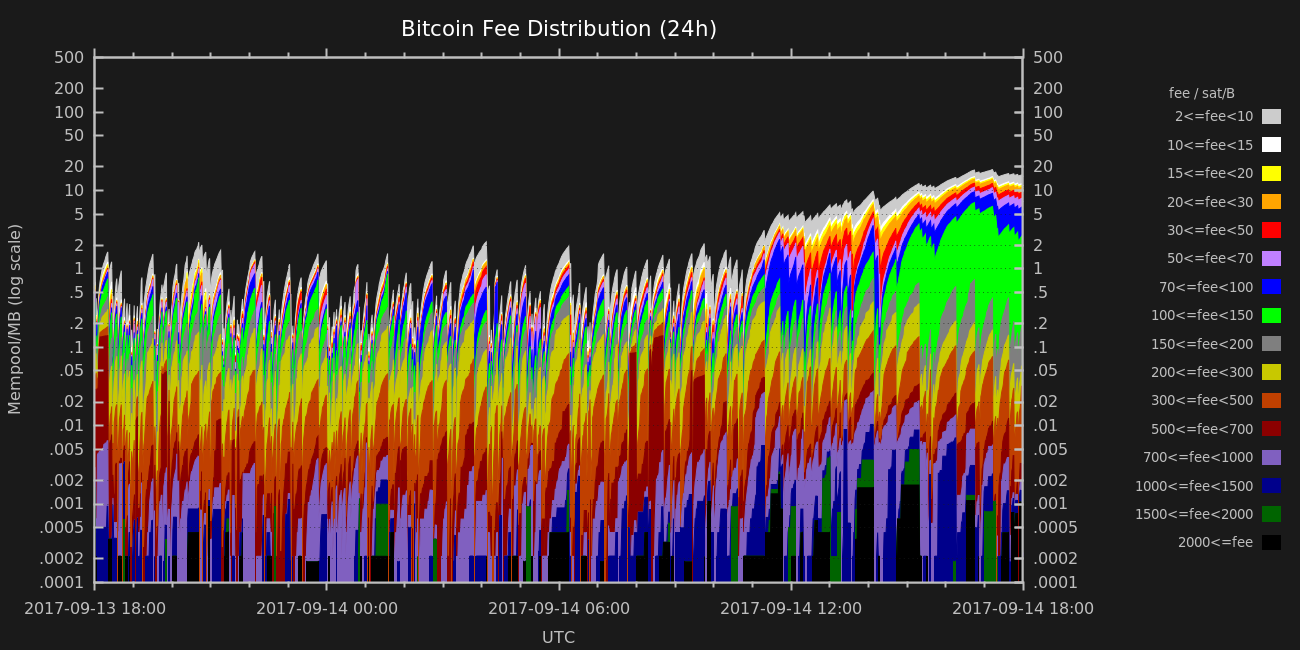 Bitcoin Fee Distribution (24h)
500
200
100
50
20
10
5
2
1
.5
.2
.1
.05
.02
.01
.005
.002
.001
.0005
.0002
.0001
Mempool/MB (log scale)
500
200
100
50
20
10
5
2
1
.5
.2
.1
.05
.02
.01
.005
.002
.001
.0005
.0002
.0001
2017-09-13 18:00
2017-09-14 00:00
2017-09-14 06:00
2017-09-14 12:00
2017-09-14 18:00
UTC
fee / sat/B
2<=fee<10
10<=fee<15
15<=fee<20
20<=fee<30
30<=fee<50
50<=fee<70
70<=fee<100
100<=fee<150
150<=fee<200
200<=fee<300
300<=fee<500
500<=fee<700
700<=fee<1000
1000<=fee<1500
1500<=fee<2000
2000<=fee